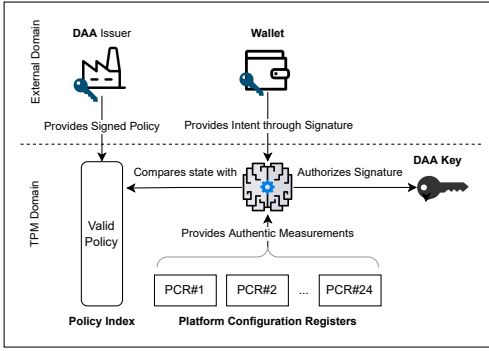 DAA Issuer
Wallet
External Domain
Provides Signed Policy
Provides Intent through Signature
DAA Key
Compares state with
Authorizes Signature
TPM Domain
Valid
Policy
Provides Authentic Measurements
PCR#1
PCR#2
...
PCR#24
Policy Index
Platform Configuration Registers